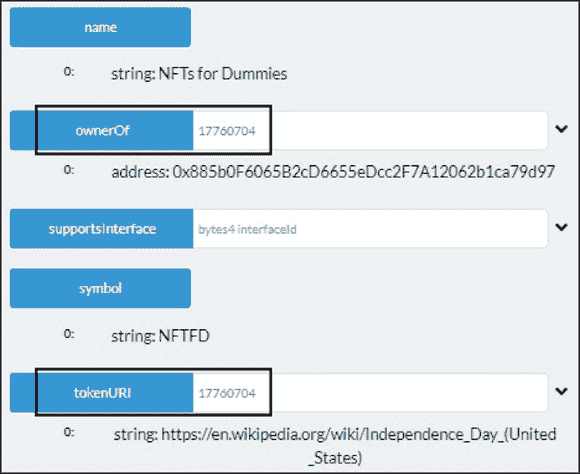 name
0: string: NFTs for Dummies
ownerOf 17760704
0: address: 0x885b0F6065B2cD6655eDcc2F7A12062b1ca79d97
supportsInterface bytes4 interfaceId
symbol
0: string: NFTFD
tokenURI 17760704
0: string: https://en.wikipedia.org/wiki/Independence_Day_(United
_States)